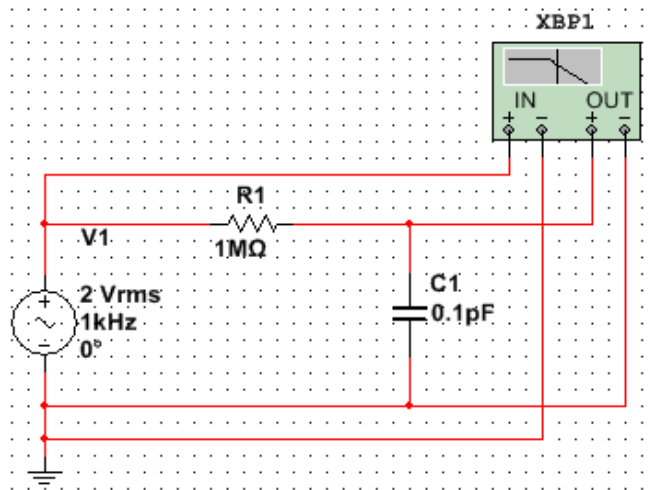 XBP1
IN OUT
+ − + −
R1
V1
1MΩ
C1
2 Vrms
0.1pF
1kHz
0°